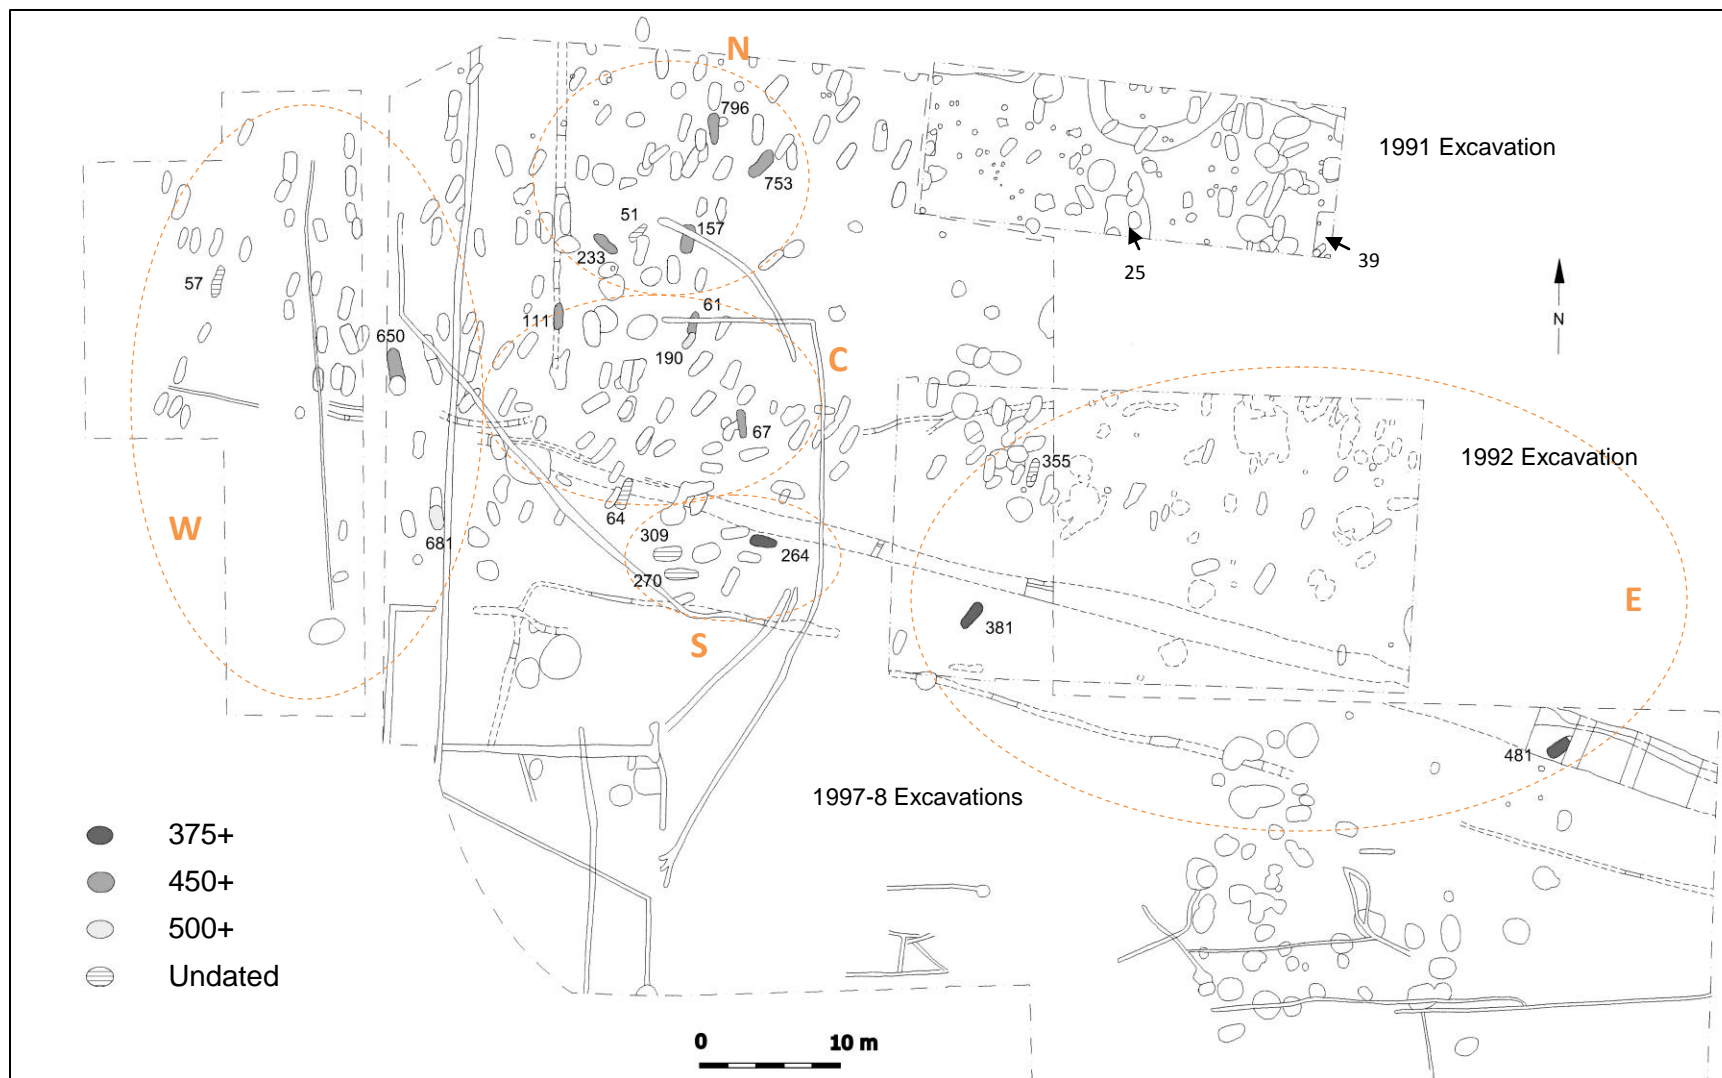 N
796
1991 Excavation
753
51
157
233
25
39
57
61
111
N
650
190
C
67
355
1992 Excavation
W
64
681
309
264
270
E
381
S
481
1997-8 Excavations
375+
450+
500+
Undated
0 10 m